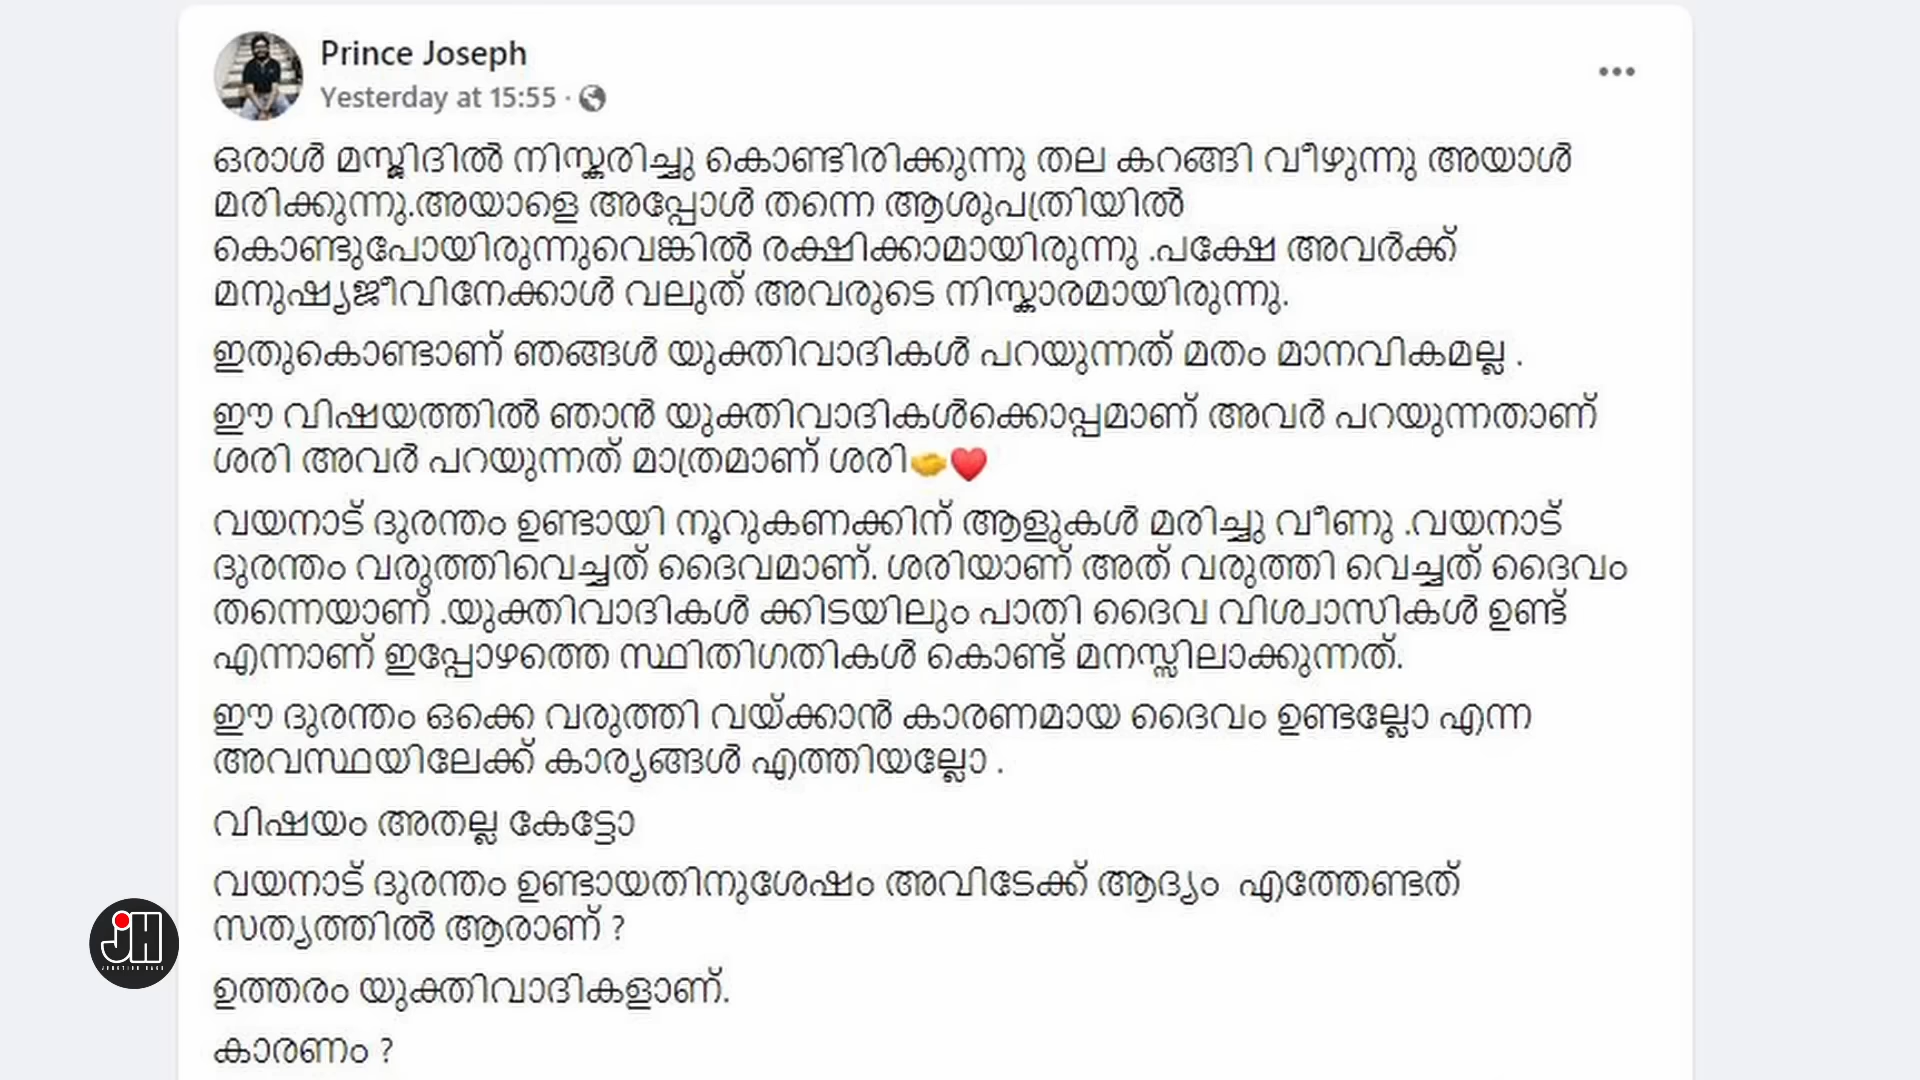 Prince Joseph
Yesterday at 15:55 ·
ഒരാൾ മസ്ജിദിൽ നിസ്കരിച്ചു കൊണ്ടിരിക്കുന്നു തല കറങ്ങി വീഴുന്നു അയാൾ
മരിക്കുന്നു.അയാളെ അപ്പോൾ തന്നെ ആശുപത്രിയിൽ
കൊണ്ടുപോയിരുന്നുവെങ്കിൽ രക്ഷിക്കാമായിരുന്നു .പക്ഷേ അവർക്ക്
മനുഷ്യജീവിനേക്കാൾ വലുത് അവരുടെ നിസ്കാരമായിരുന്നു.
ഇതുകൊണ്ടാണ് ഞങ്ങൾ യുക്തിവാദികൾ പറയുന്നത് മതം മാനവികമല്ല .
ഈ വിഷയത്തിൽ ഞാൻ യുക്തിവാദികൾക്കൊപ്പമാണ് അവർ പറയുന്നതാണ്
ശരി അവർ പറയുന്നത് മാത്രമാണ് ശരി🤝❤️
വയനാട് ദുരന്തം ഉണ്ടായി നൂറുകണക്കിന് ആളുകൾ മരിച്ചു വീണു .വയനാട്
ദുരന്തം വരുത്തിവെച്ചത് ദൈവമാണ്. ശരിയാണ് അത് വരുത്തി വെച്ചത് ദൈവം
തന്നെയാണ് .യുക്തിവാദികൾ ക്കിടയിലും പാതി ദൈവ വിശ്വാസികൾ ഉണ്ട്
എന്നാണ് ഇപ്പോഴത്തെ സ്ഥിതിഗതികൾ കൊണ്ട് മനസ്സിലാക്കുന്നത്.
ഈ ദുരന്തം ഒക്കെ വരുത്തി വയ്ക്കാൻ കാരണമായ ദൈവം ഉണ്ടല്ലോ എന്ന
അവസ്ഥയിലേക്ക് കാര്യങ്ങൾ എത്തിയല്ലോ .
വിഷയം അതല്ല കേട്ടോ
വയനാട് ദുരന്തം ഉണ്ടായതിനുശേഷം അവിടേക്ക് ആദ്യം എത്തേണ്ടത്
സത്യത്തിൽ ആരാണ് ?
ഉത്തരം യുക്തിവാദികളാണ്.
കാരണം ?
JH